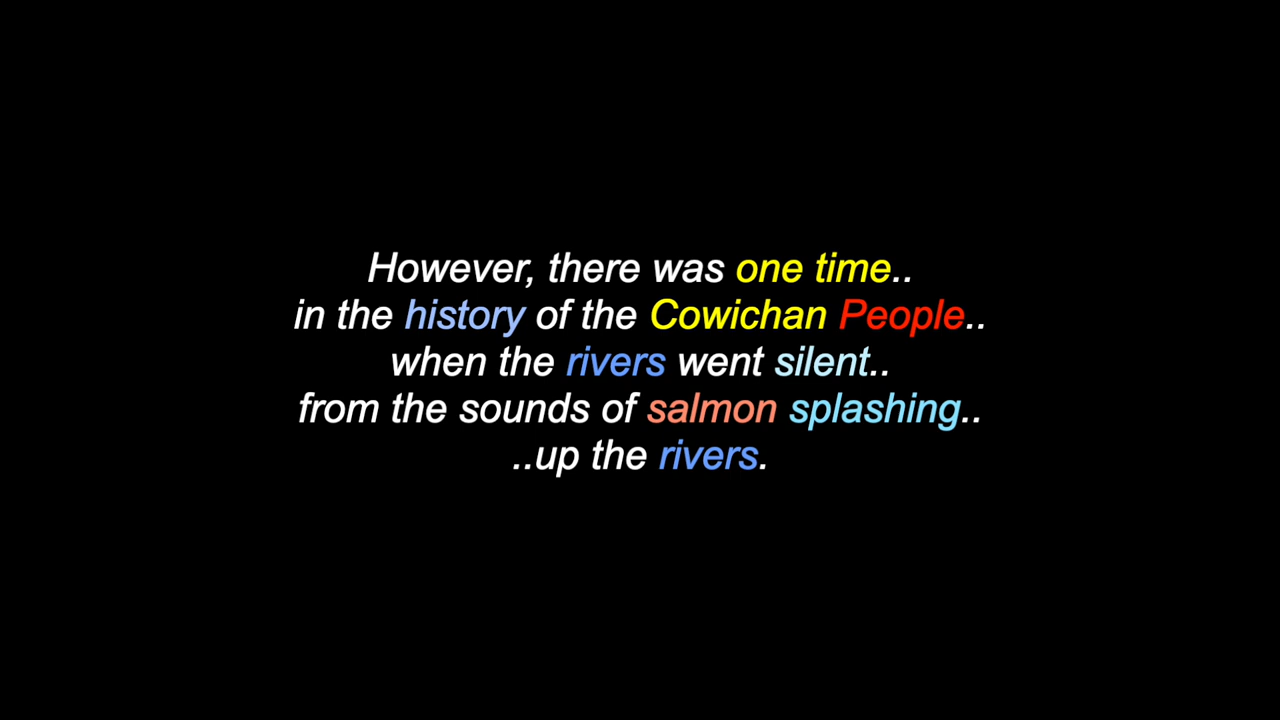 However, there was one time..
in the history of the Cowichan People..
when the rivers went silent..
from the sounds of salmon splashing..
..up the rivers.